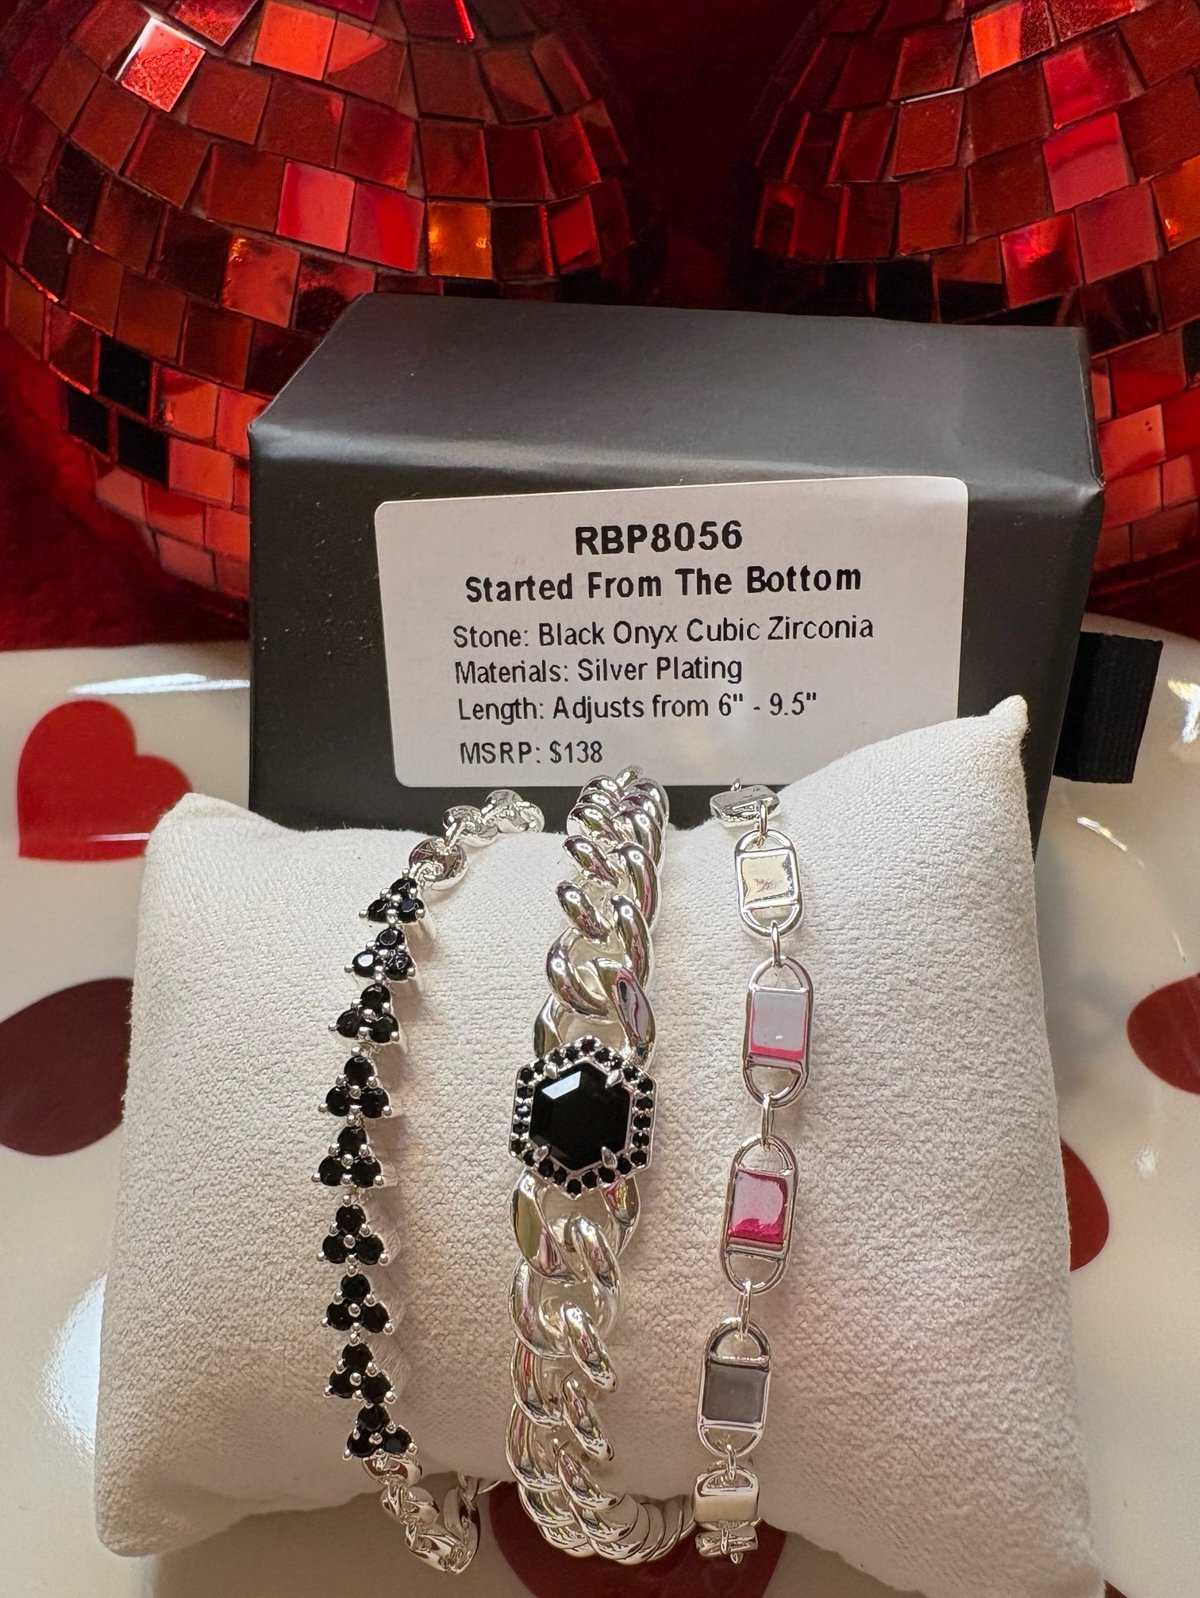 RBP8056
Started From The Bottom
Stone: Black Onyx Cubic Zirconia
Materials: Silver Plating
Length: Adjusts from 6" - 9.5"
MSRP: $138